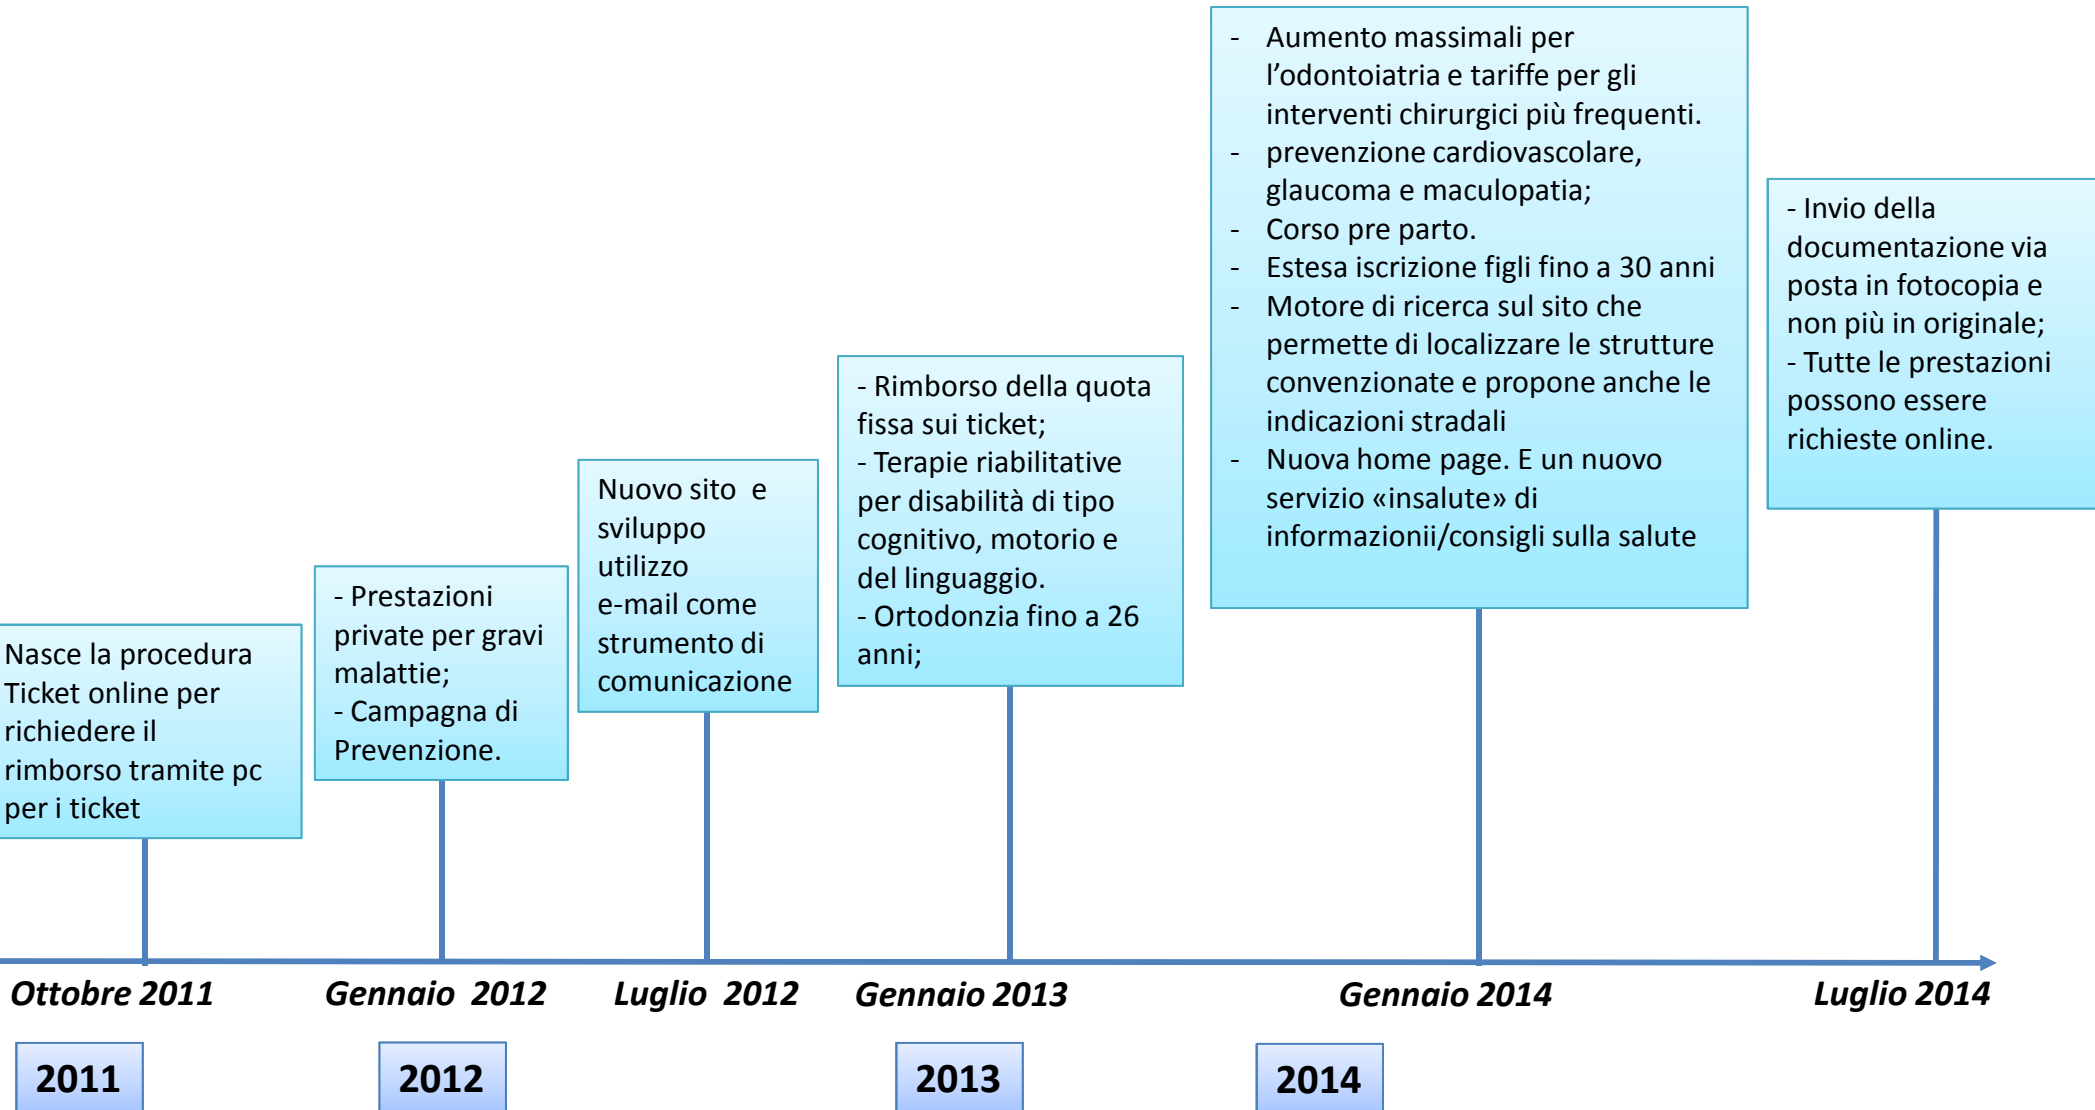 Nasce la procedura
Ticket online per
richiedere il
rimborso tramite pc
per i ticket
- Prestazioni
private per gravi
malattie;
- Campagna di
Prevenzione.
Nuovo sito e
sviluppo
utilizzo
e-mail come
strumento di
comunicazione
- Rimborso della quota
fissa sui ticket;
- Terapie riabilitative
per disabilità di tipo
cognitivo, motorio e
del linguaggio.
- Ortodonzia fino a 26
anni;
- Aumento massimali per
l'odontoiatria e tariffe per gli
interventi chirurgici più frequenti.
- prevenzione cardiovascolare,
glaucoma e maculopatia;
- Corso pre parto.
- Estesa iscrizione figli fino a 30 anni
- Motore di ricerca sul sito che
permette di localizzare le strutture
convenzionate e propone anche le
indicazioni stradali
- Nuova home page. E un nuovo
servizio «insalute» di
informazionii/consigli sulla salute
- Invio della
documentazione via
posta in fotocopia e
non più in originale;
- Tutte le prestazioni
possono essere
richieste online.
Ottobre 2011
Gennaio 2012
Luglio 2012
Gennaio 2013
Gennaio 2014
Luglio 2014
2011
2012
2013
2014